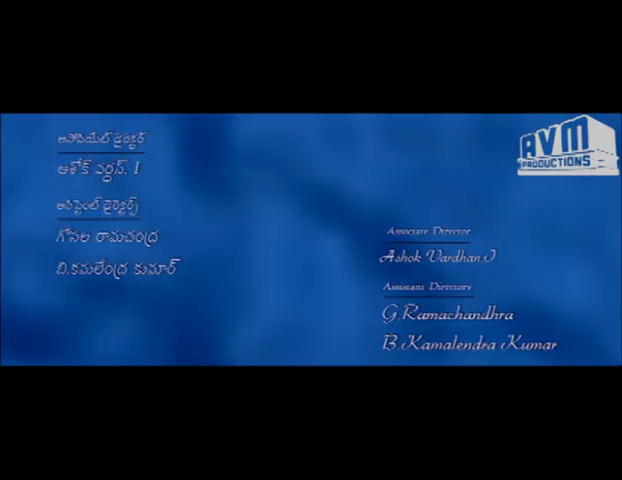 అసోసియేట్ డైరెక్టర్
అశోక్ వర్ధన్. I
అసిస్టెంట్ డైరెక్టర్స్
గోసల రామచంద్ర
బి.కమలేంద్ర కుమార్
AVM
PRODUCTIONS
Associate Director
Ashok Vardhan.I
Assistant Directors
G.Ramachandhra
B.Kamalendra Kumar